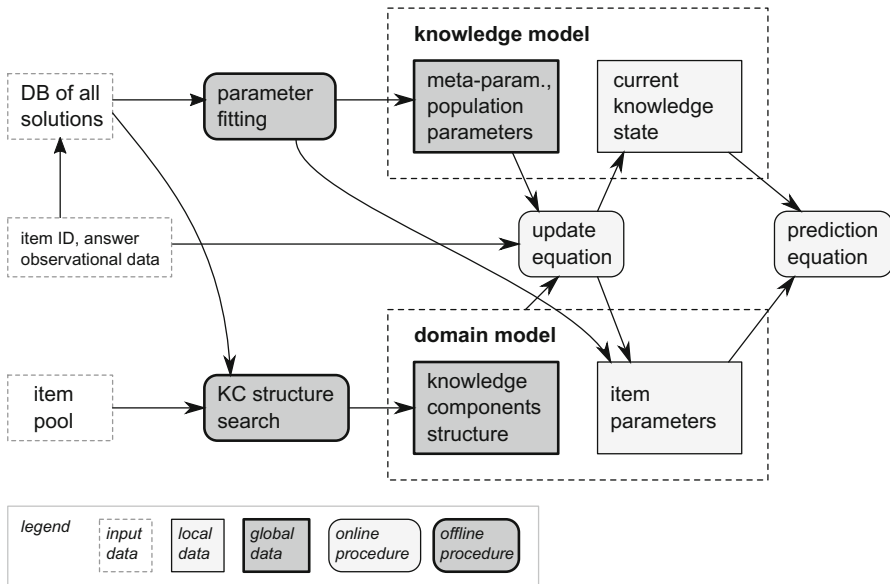 knowledge model
DB of all
solutions
parameter
fitting
meta-param.,
population
parameters
current
knowledge
state
item ID, answer
observational data
update
equation
prediction
equation
domain model
item
pool
KC structure
search
knowledge
components
structure
item
parameters
legend
input
data
local
data
global
data
online
procedure
offline
procedure